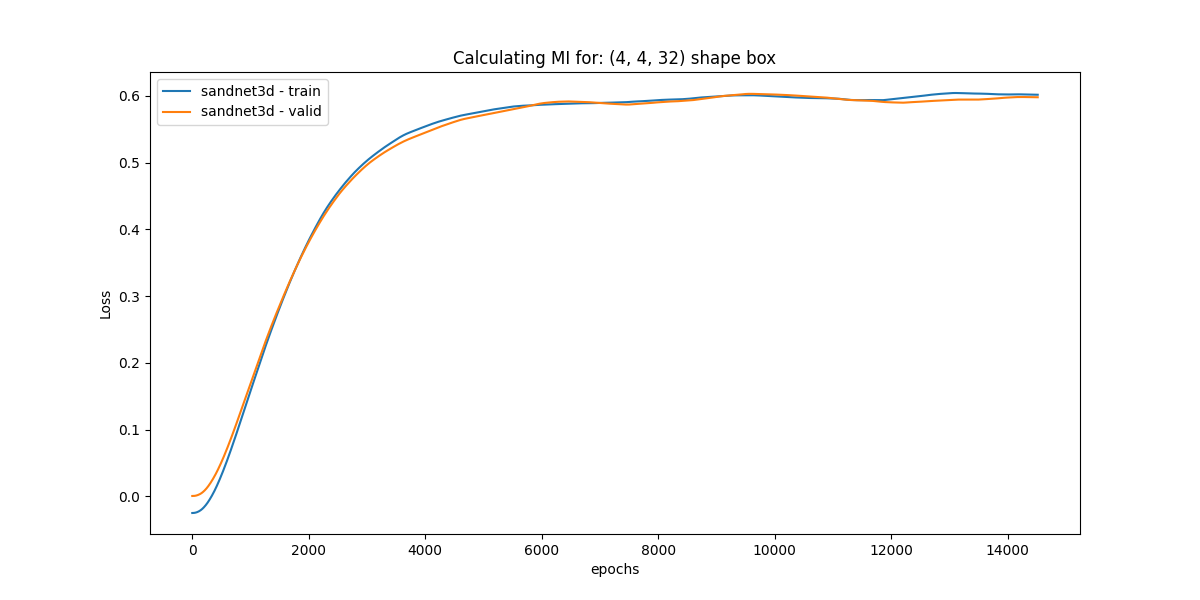 Calculating MI for: (4, 4, 32) shape box
sandnet3d - train
sandnet3d - valid
0.6
0.5
0.4
0.3
0.2
0.1
0.0
Loss
0 2000 4000 6000 8000 10000 12000 14000
epochs